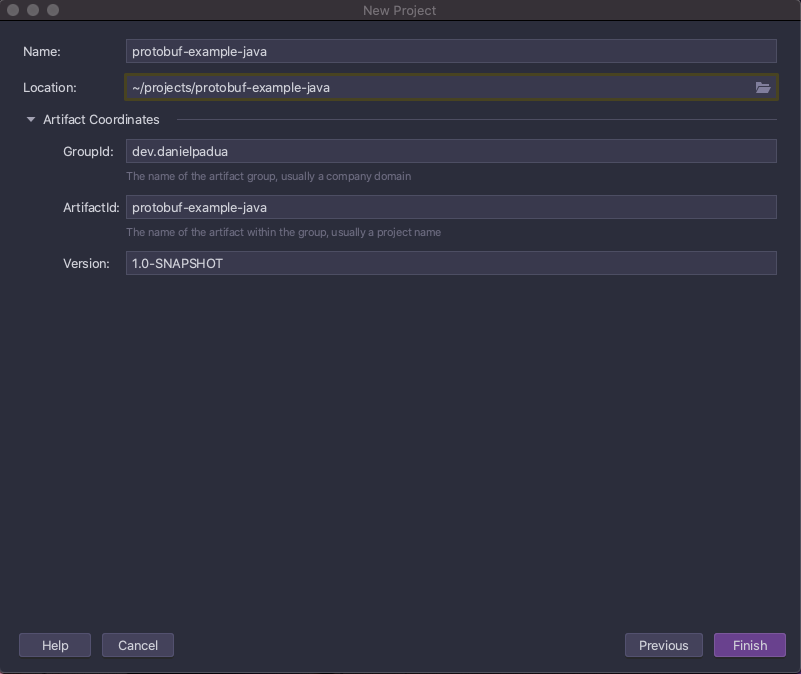 New Project
Name: protobuf-example-java
Location: ~/projects/protobuf-example-java
Artifact Coordinates
GroupId: dev.danielpadua
The name of the artifact group, usually a company domain
ArtifactId: protobuf-example-java
The name of the artifact within the group, usually a project name
Version: 1.0-SNAPSHOT
Help Cancel Previous Finish